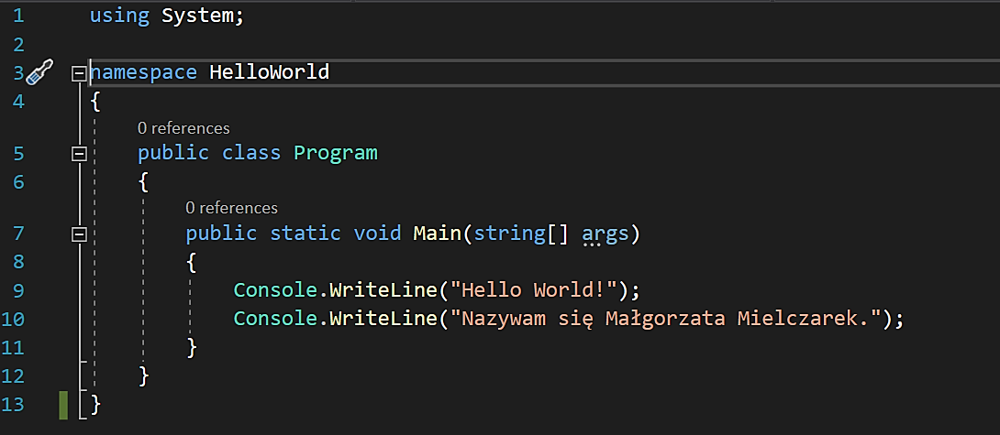 1 using System;
2
3 namespace HelloWorld
4 {
0 references
5 public class Program
6 {
0 references
7 public static void Main(string[] args)
8 {
9 Console.WriteLine("Hello World!");
10 Console.WriteLine("Nazywam się Małgorzata Mielczarek.");
11 }
12 }
13 }